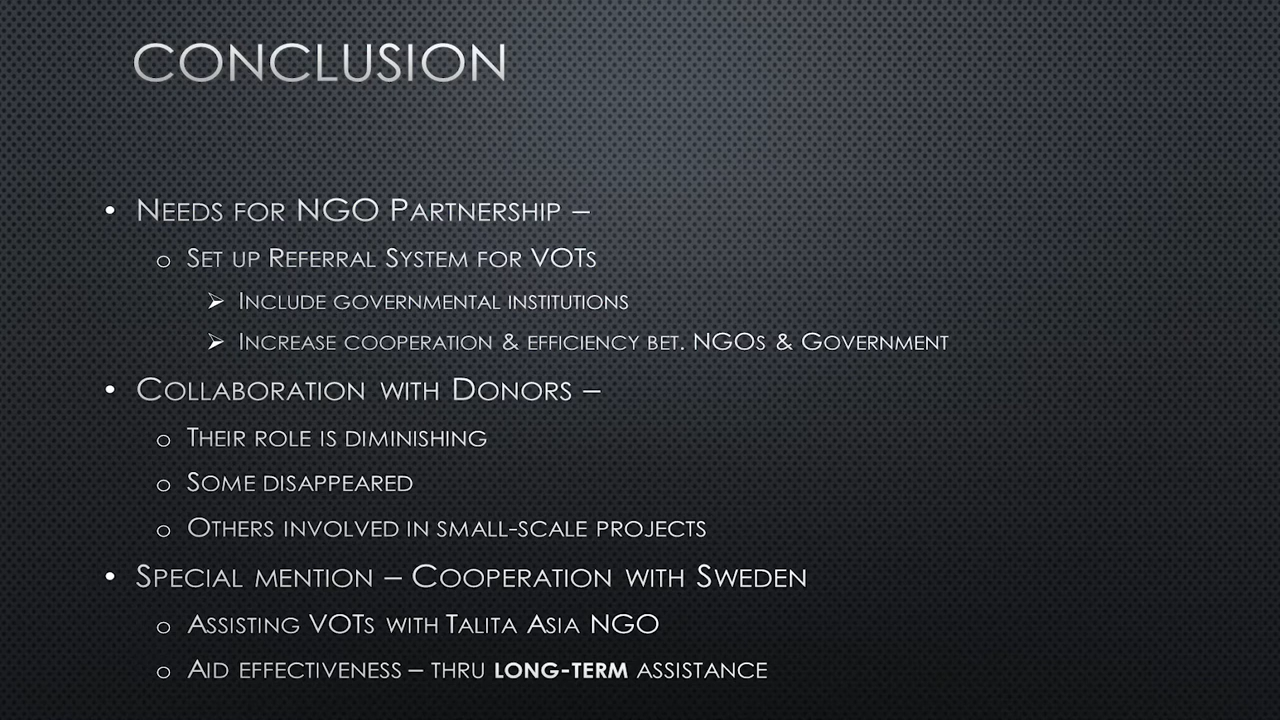 CONCLUSION
• NEEDS FOR NGO PARTNERSHIP –
o SET UP REFERRAL SYSTEM FOR VOTS
➢ INCLUDE GOVERNMENTAL INSTITUTIONS
➢ INCREASE COOPERATION & EFFICIENCY BET. NGOS & GOVERNMENT
• COLLABORATION WITH DONORS –
o THEIR ROLE IS DIMINISHING
o SOME DISAPPEARED
o OTHERS INVOLVED IN SMALL-SCALE PROJECTS
• SPECIAL MENTION – COOPERATION WITH SWEDEN
o ASSISTING VOTS WITH TALITA ASIA NGO
o AID EFFECTIVENESS – THRU LONG-TERM ASSISTANCE